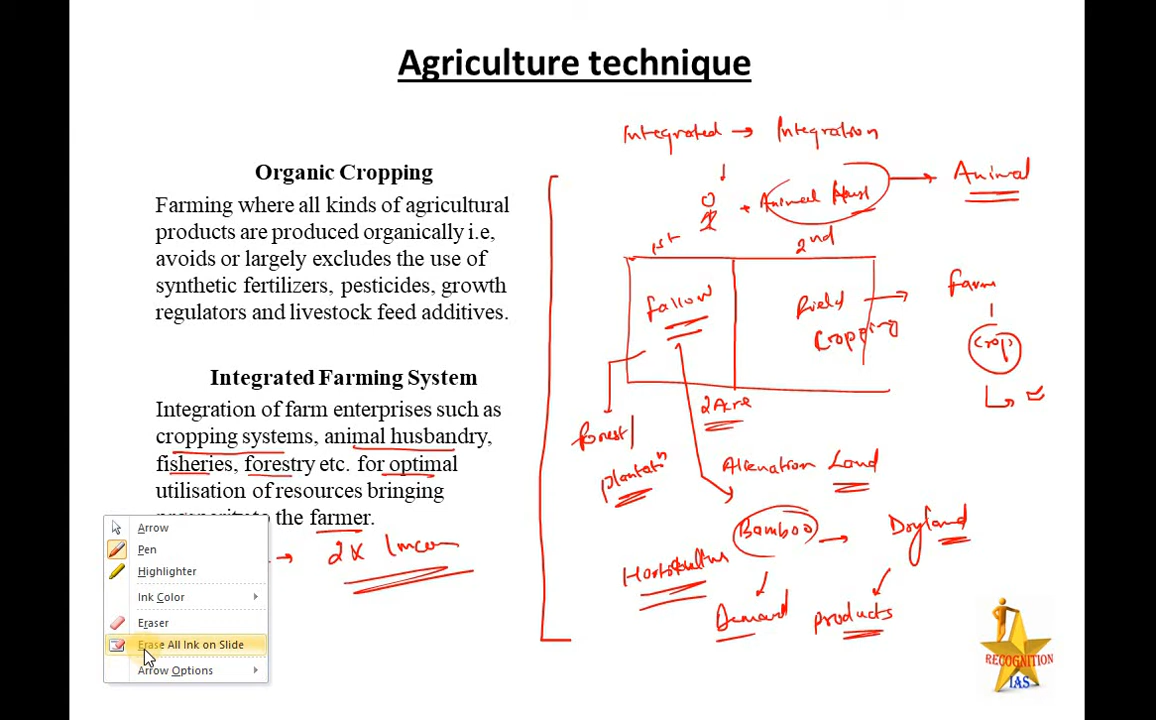 Agriculture technique
Organic Cropping
Farming where all kinds of agricultural
products are produced organically i.e,
avoids or largely excludes the use of
synthetic fertilizers, pesticides, growth
regulators and livestock feed additives.
Integrated Farming System
Integration of farm enterprises such as
cropping systems, animal husbandry,
fisheries, forestry etc. for optimal
utilisation of resources bringing
the farmer.
2X
Arrow
Pen
Highlighter
Ink Color
Eraser
Erase All Ink on Slide
Arrow Options
Integrated → Integration
+ Animal Hus → Animal
1st 2nd
fallow
Field → farm
Cropping
Crop
2 Acre
forest/
plantatn
Alienation Land
Bamboo → Dryland
Demand products
RECOGNITION
IAS